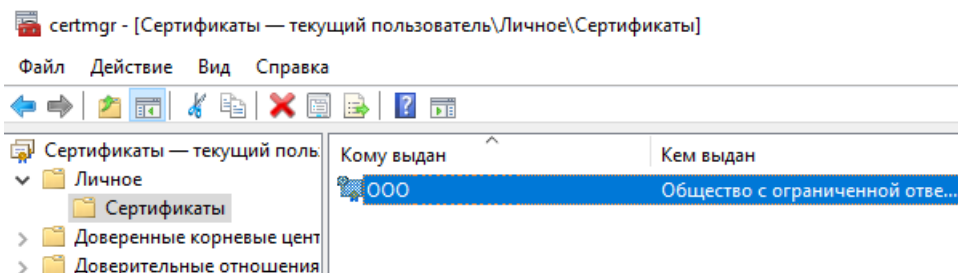 certmgr - [Сертификаты — текущий пользователь\Личное\Сертификаты]
Файл Действие Вид Справка
Сертификаты — текущий поль
Кому выдан Кем выдан
Личное
ООО Общество с ограниченной отве...
Сертификаты
Доверенные корневые цент
Доверительные отношения